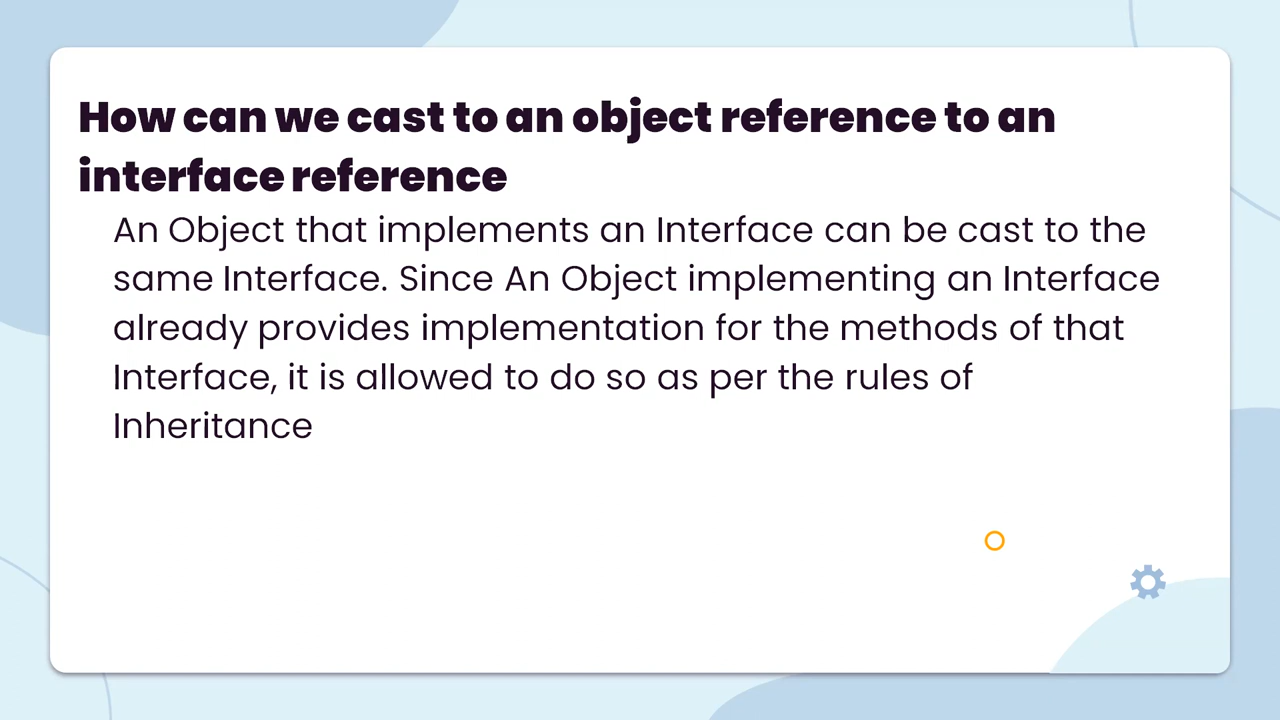 How can we cast to an object reference to an
interface reference
An Object that implements an Interface can be cast to the
same Interface. Since An Object implementing an Interface
already provides implementation for the methods of that
Interface, it is allowed to do so as per the rules of
Inheritance